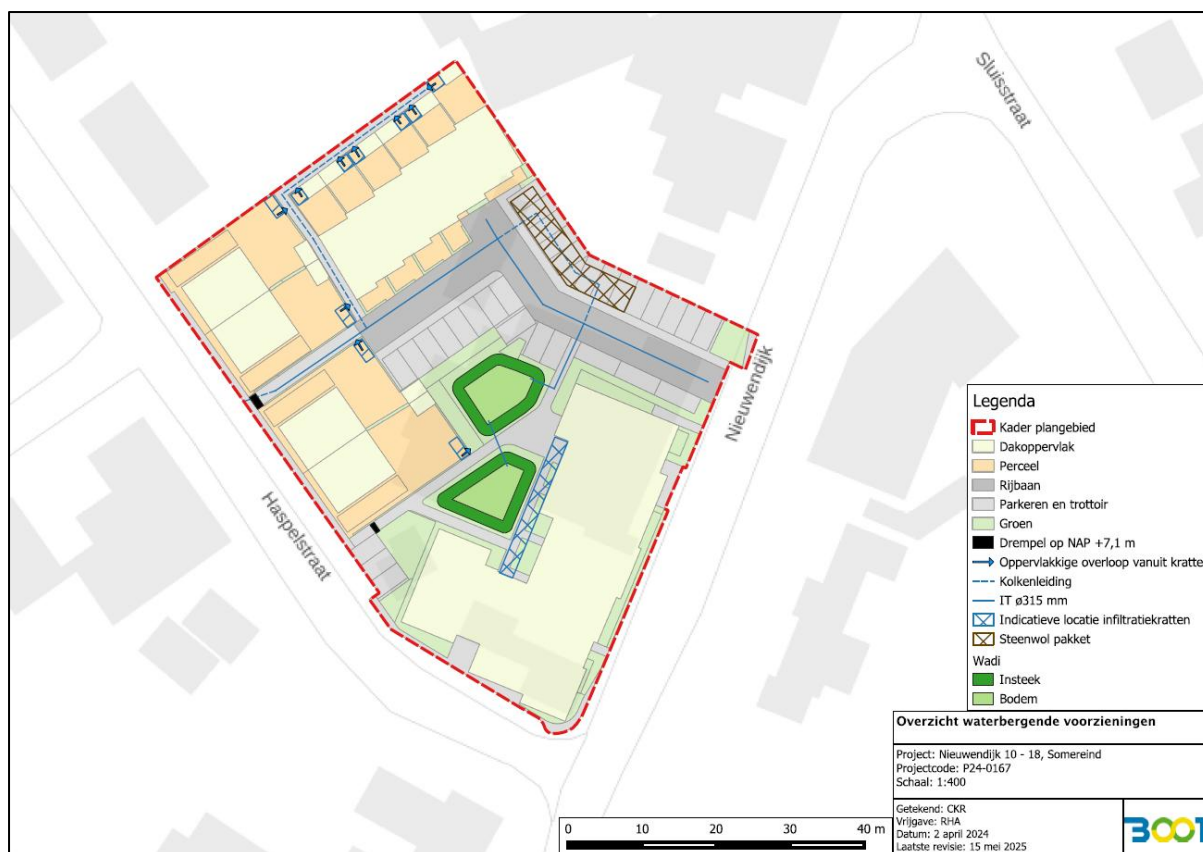 Sluisstraat
Nieuwendijk
Haspelstraat
Legenda
Kader plangebied
Dakoppervlak
Perceel
Rijbaan
Parkeren en trottoir
Groen
Drempel op NAP +7,1 m
Oppervlakkige overloop vanuit kratte
Kolkenleiding
IT ø315 mm
Indicatieve locatie infiltratiekratten
Steenwol pakket
Wadi
Insteek
Bodem
Overzicht waterbergende voorzieningen
Project: Nieuwendijk 10 - 18, Somereind
Projectcode: P24-0167
Schaal: 1:400
Getekend: CKR
Vrijgave: RHA
Datum: 2 april 2024
Laatste revisie: 15 mei 2025
BOOT
0 10 20 30 40 m